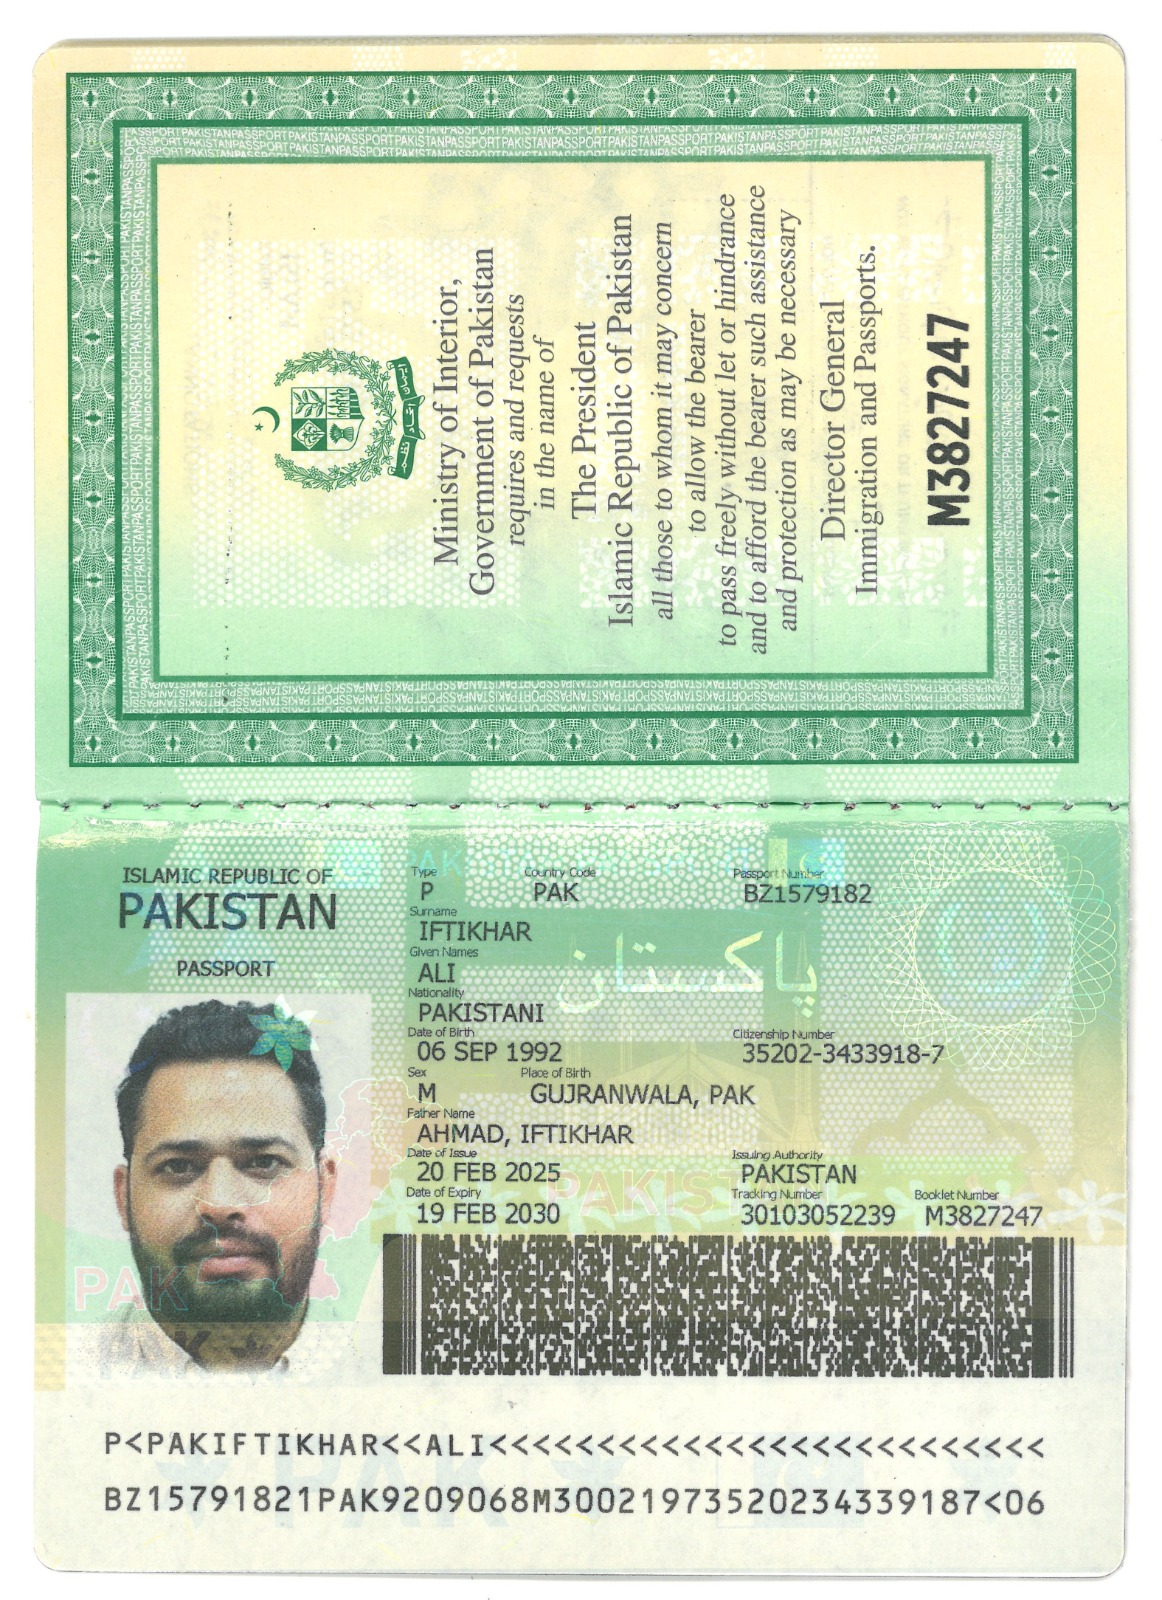 Ministry of Interior,
Government of Pakistan
requires and requests
in the name of
The President
Islamic Republic of Pakistan
all those to whom it may concern
to allow the bearer
to pass freely without let or hindrance
and to afford the bearer such assistance
and protection as may be necessary
Director General
Immigration and Passports.
M3827247
ISLAMIC REPUBLIC OF
PAKISTAN
PASSPORT
Type Country Code Passport Number
P PAK BZ1579182
Surname
IFTIKHAR
Given Names
ALI
پاکستان
Nationality
PAKISTANI
Date of Birth Citizenship Number
06 SEP 1992 35202-3433918-7
Sex Place of Birth
M GUJRANWALA, PAK
Father Name
AHMAD, IFTIKHAR
Date of Issue Issuing Authority
20 FEB 2025 PAKISTAN
Date of Expiry Tracking Number Booklet Number
19 FEB 2030 30103052239 M3827247
PAKISTAN
PAK
PAK
P<PAKIFTIKHAR<<ALI<<<<<<<<<<<<<<<<<<<<<<<<<<
BZ15791821PAK9209068M30021973520234339187<06